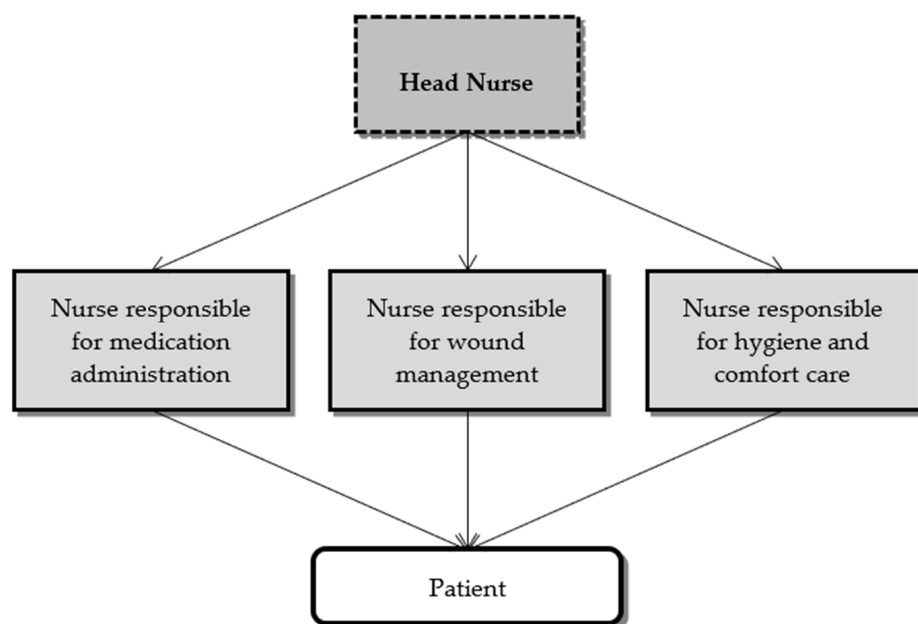 Head Nurse
Nurse responsible
for medication
administration
Nurse responsible
for wound
management
Nurse responsible
for hygiene and
comfort care
Patient